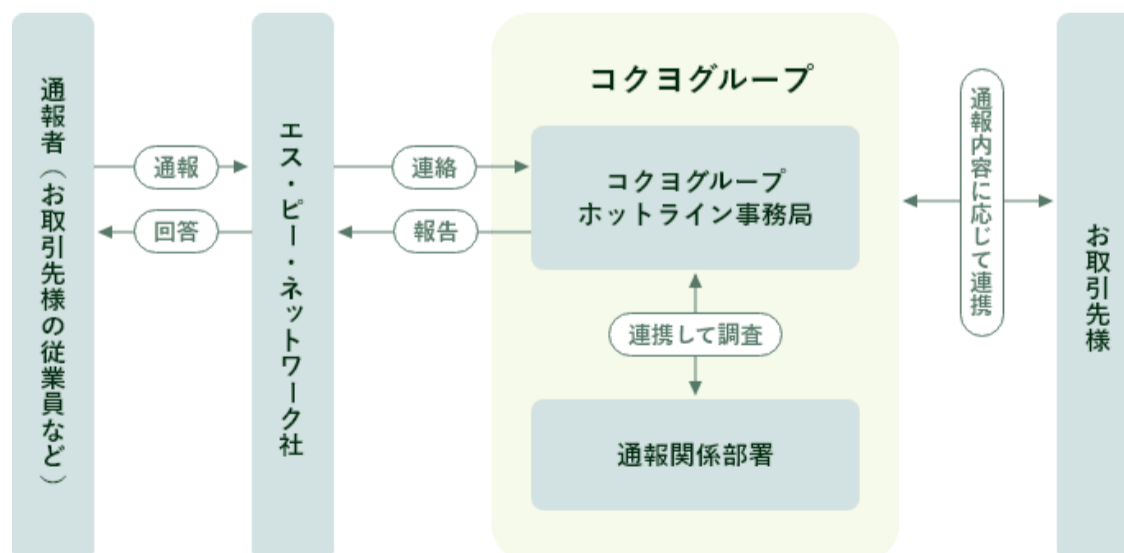 通報者（お取引先様の従業員など）
通報
回答
エス・ピー・ネットワーク社
連絡
報告
コクヨグループ
コクヨグループ
ホットライン事務局
連携して調査
通報関係部署
通報内容に応じて連携
お取引先様